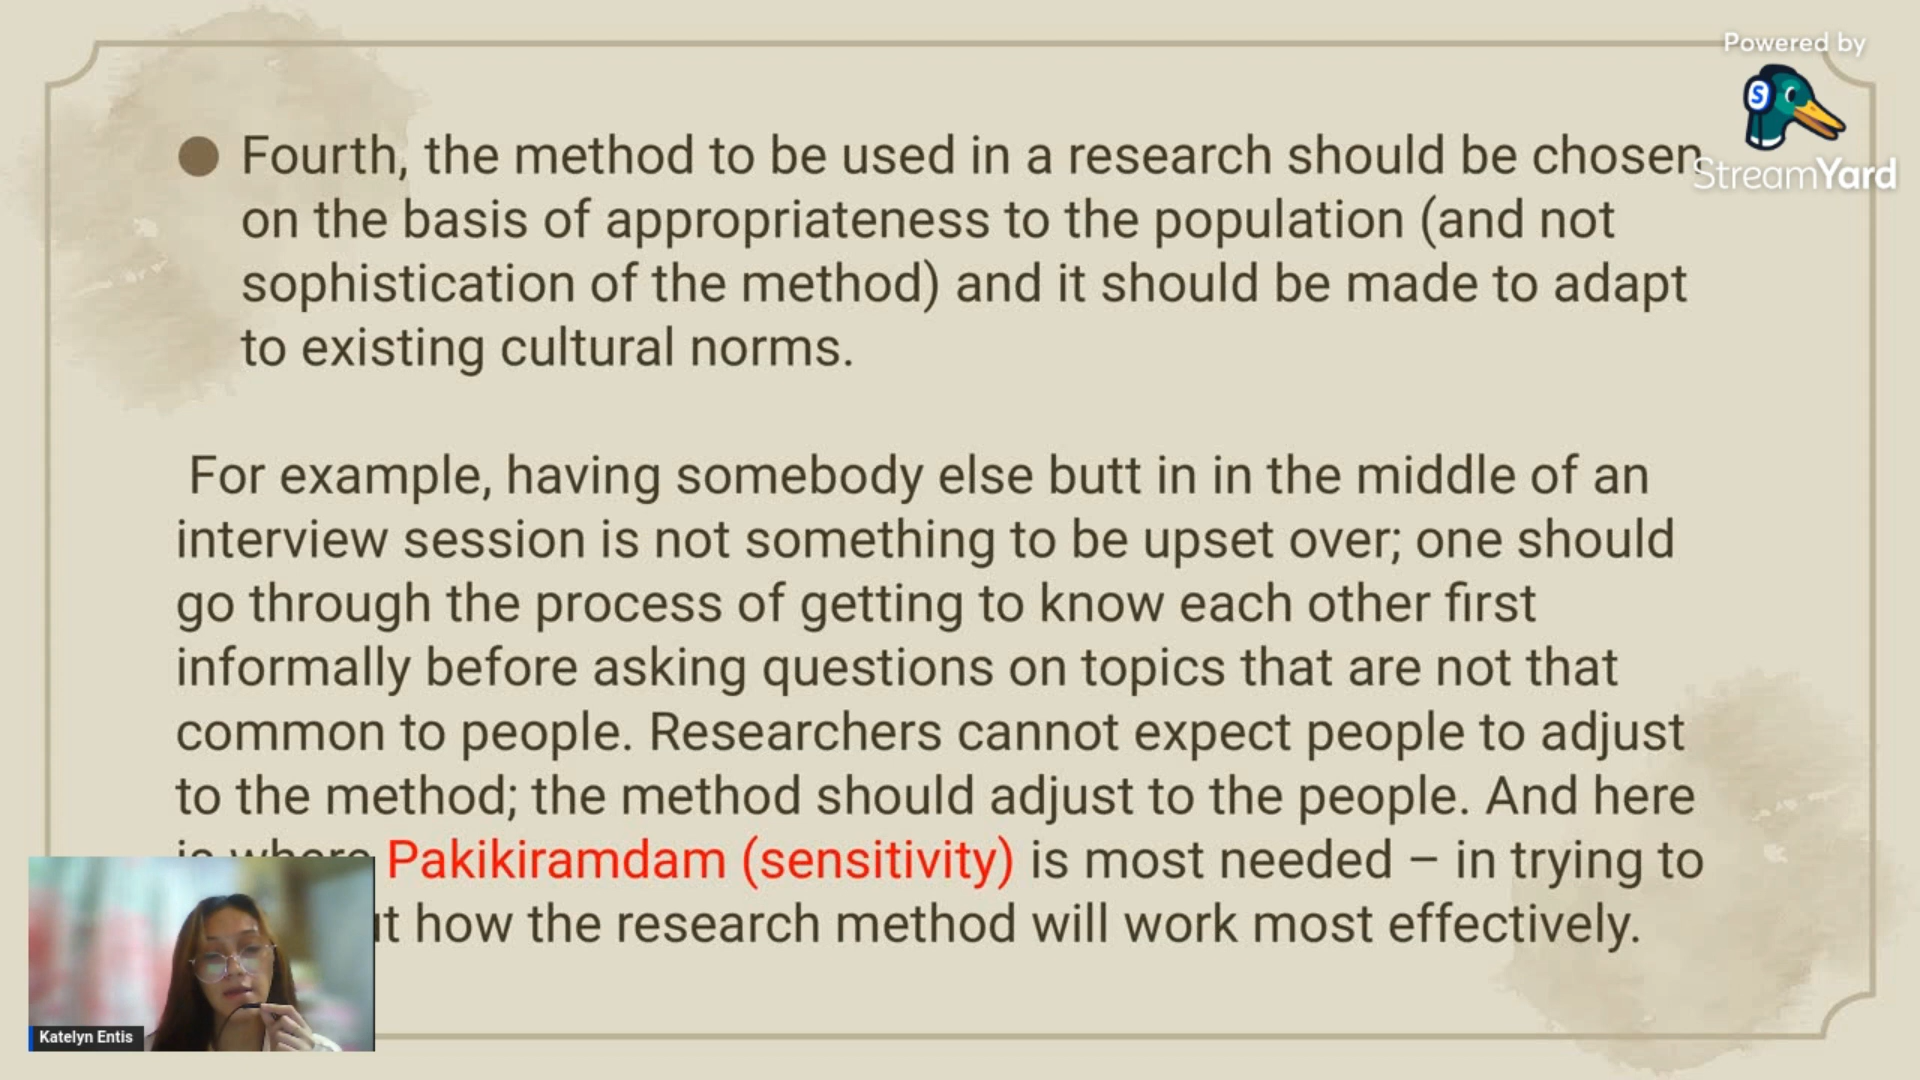 Powered by
StreamYard
Fourth, the method to be used in a research should be chosen
on the basis of appropriateness to the population (and not
sophistication of the method) and it should be made to adapt
to existing cultural norms.
For example, having somebody else butt in in the middle of an
interview session is not something to be upset over; one should
go through the process of getting to know each other first
informally before asking questions on topics that are not that
common to people. Researchers cannot expect people to adjust
to the method; the method should adjust to the people. And here
is where Pakikiramdam (sensitivity) is most needed – in trying to
how the research method will work most effectively.
Katelyn Entis